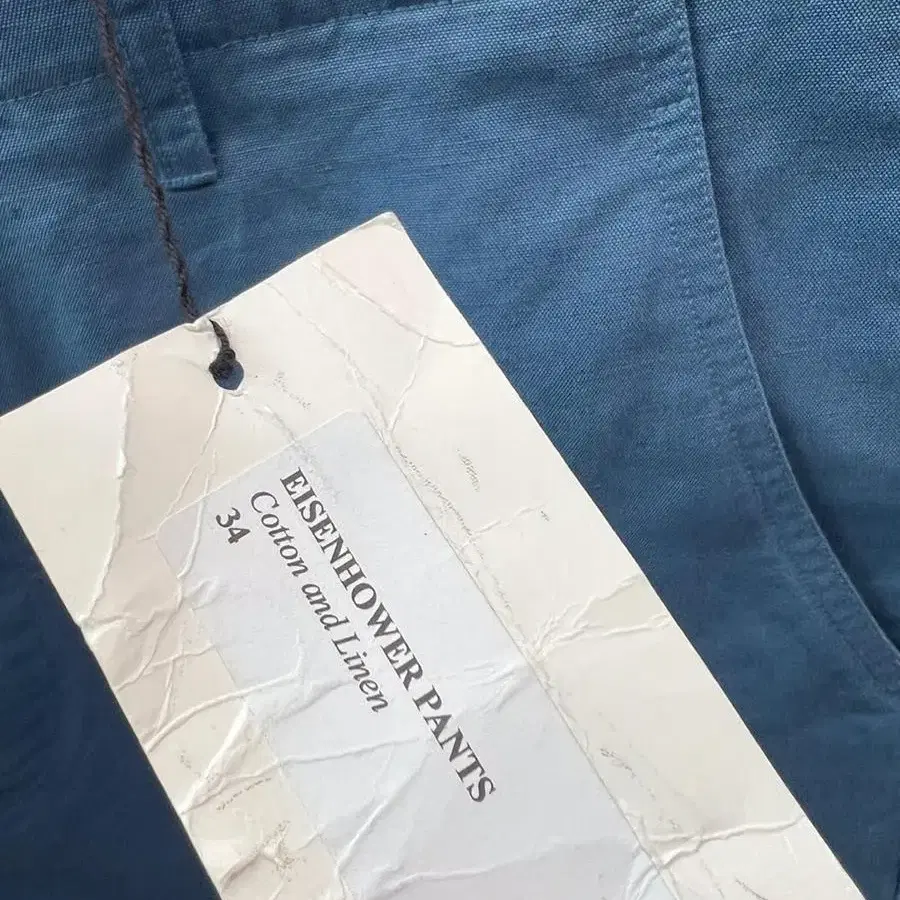 EISENHOWER PANTS
Cotton and Linen
34